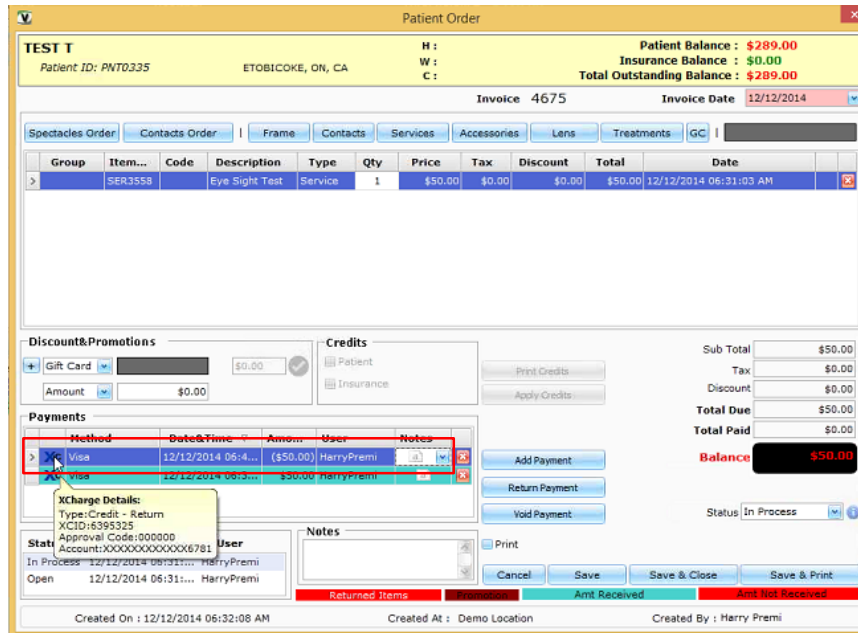 Patient Order
TEST T
H :
Patient Balance : $289.00
Patient ID: PNT0335
ETOBICOKE, ON, CA
W :
Insurance Balance : $0.00
C :
Total Outstanding Balance : $289.00
Invoice 4675
Invoice Date 12/12/2014
Spectacles Order Contacts Order | Frame Contacts Services Accessories Lens Treatments GC |
Group Item... Code Description Type Qty Price Tax Discount Total Date
SER3558 Eye Sight Test Service 1 $50.00 $0.00 $0.00 $50.00 12/12/2014 06:31:03 AM
Discount&Promotions
Gift Card $0.00
Amount $0.00
Credits
Patient
Insurance
Print Credits
Apply Credits
Sub Total $50.00
Tax $0.00
Discount $0.00
Total Due $50.00
Total Paid $0.00
Balance $50.00
Payments
Method Date&Time Amo... User Notes
Visa 12/12/2014 06:4... ($50.00) HarryPremi
Visa 12/12/2014 06:3... $50.00 HarryPremi
XCharge Details:
Type:Credit - Return
XCID:6395325
Approval Code:000000
Account:XXXXXXXXXXXX6781
Add Payment
Return Payment
Void Payment
Status In Process
Stat User
In Process 12/12/2014 06:31:... HarryPremi
Open 12/12/2014 06:31:... HarryPremi
Notes
Print
Cancel Save Save & Close Save & Print
Returned Items Promotion Amt Received Amt Not Received
Created On : 12/12/2014 06:32:08 AM Created At : Demo Location Created By : Harry Premi